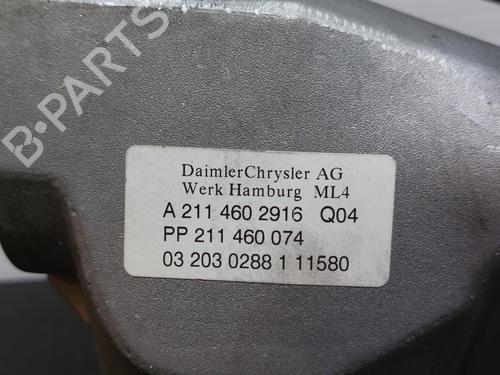 B-PARTS
DaimlerChrysler AG
Werk Hamburg ML4
A 211 460 2916 Q04
PP 211 460 074
03 203 0288 1 11580